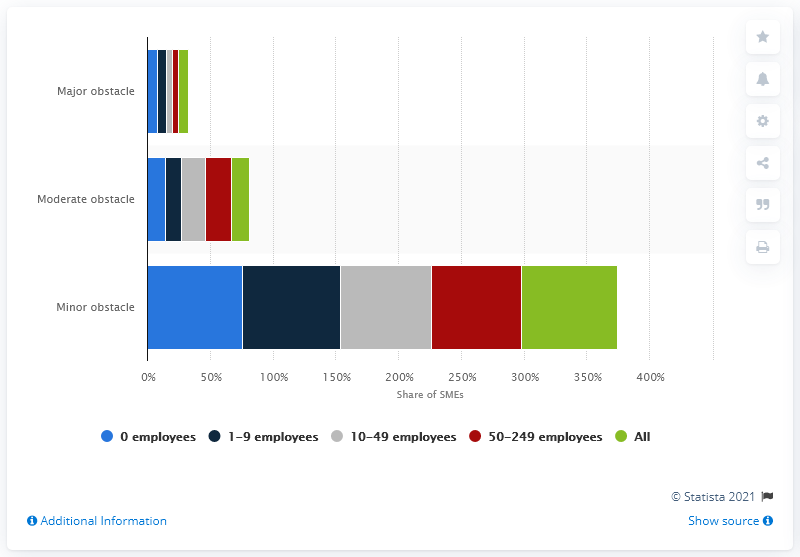 Major obstacle
Moderate obstacle
Minor obstacle
0% 50% 100% 150% 200% 250% 300% 350% 400%
Share of SMEs
0 employees 1–9 employees 10–49 employees 50–249 employees All
© Statista 2021
Additional Information Show source